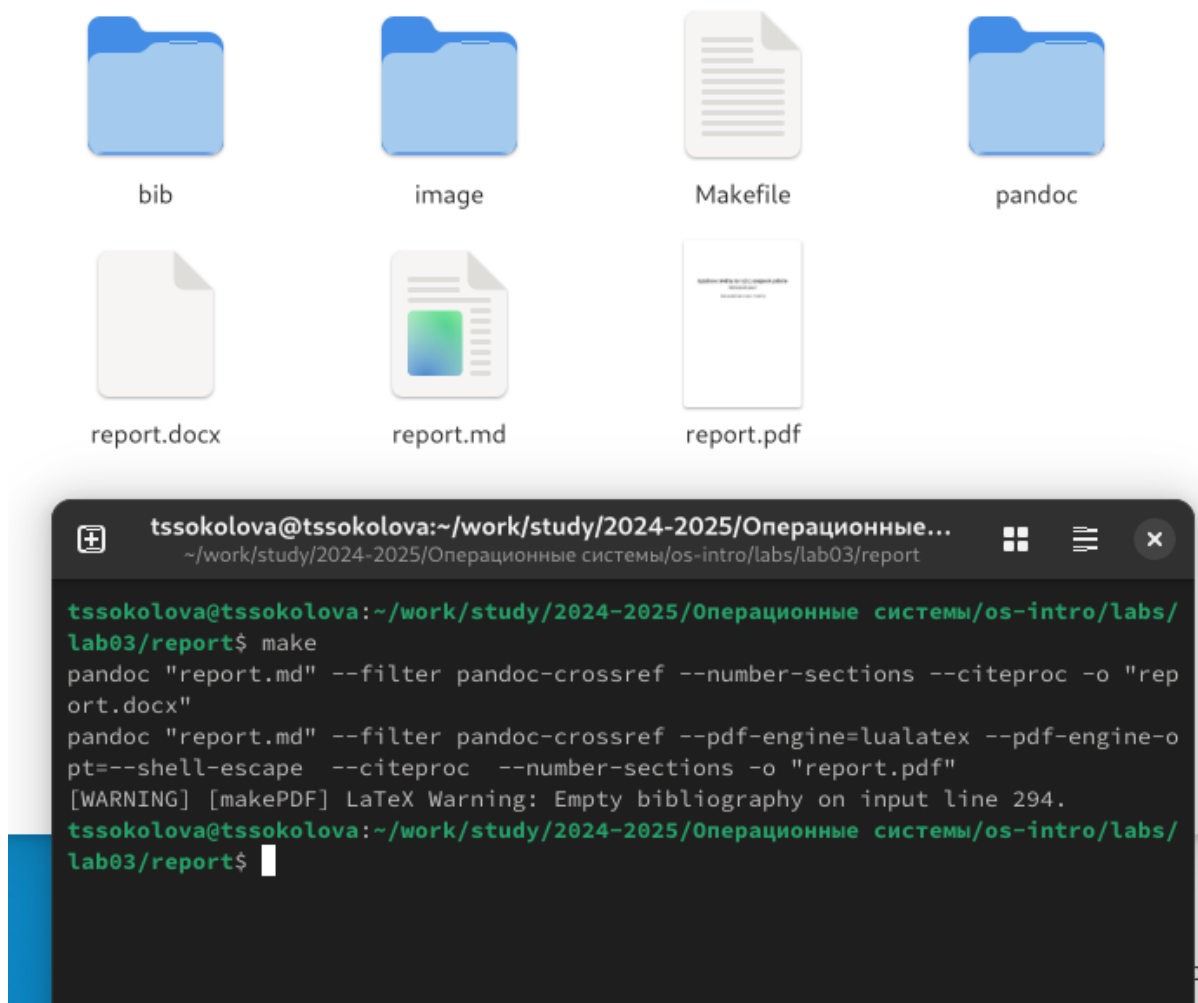 bib
image
Makefile
pandoc
report.docx
report.md
report.pdf
tssokolova@tssokolova:~/work/study/2024-2025/Операционные...
~/work/study/2024-2025/Операционные системы/os-intro/labs/lab03/report
tssokolova@tssokolova:~/work/study/2024-2025/Операционные системы/os-intro/labs/
lab03/report$ make
pandoc "report.md" --filter pandoc-crossref --number-sections --citeproc -o "rep
ort.docx"
pandoc "report.md" --filter pandoc-crossref --pdf-engine=lualatex --pdf-engine-o
pt=--shell-escape  --citeproc  --number-sections -o "report.pdf"
[WARNING] [makePDF] LaTeX Warning: Empty bibliography on input line 294.
tssokolova@tssokolova:~/work/study/2024-2025/Операционные системы/os-intro/labs/
lab03/report$